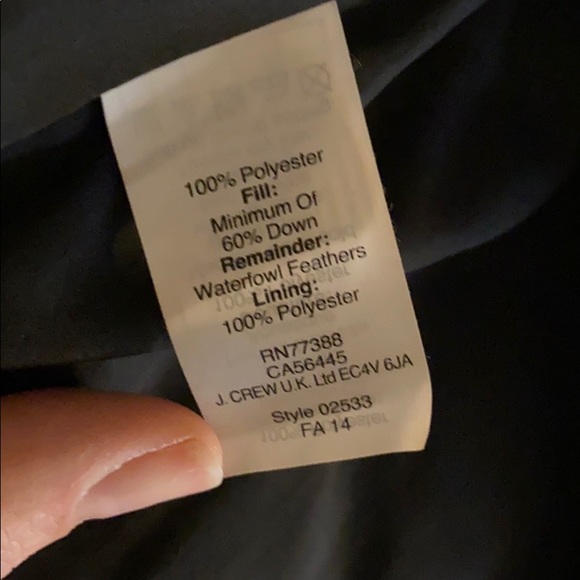 100% Polyester
Fill:
Minimum Of
60% Down
Remainder:
Waterfowl Feathers
Lining:
100% Polyester
RN77388
CA56445
J. CREW U.K. Ltd EC4V 6JA
Style 02533
FA 14